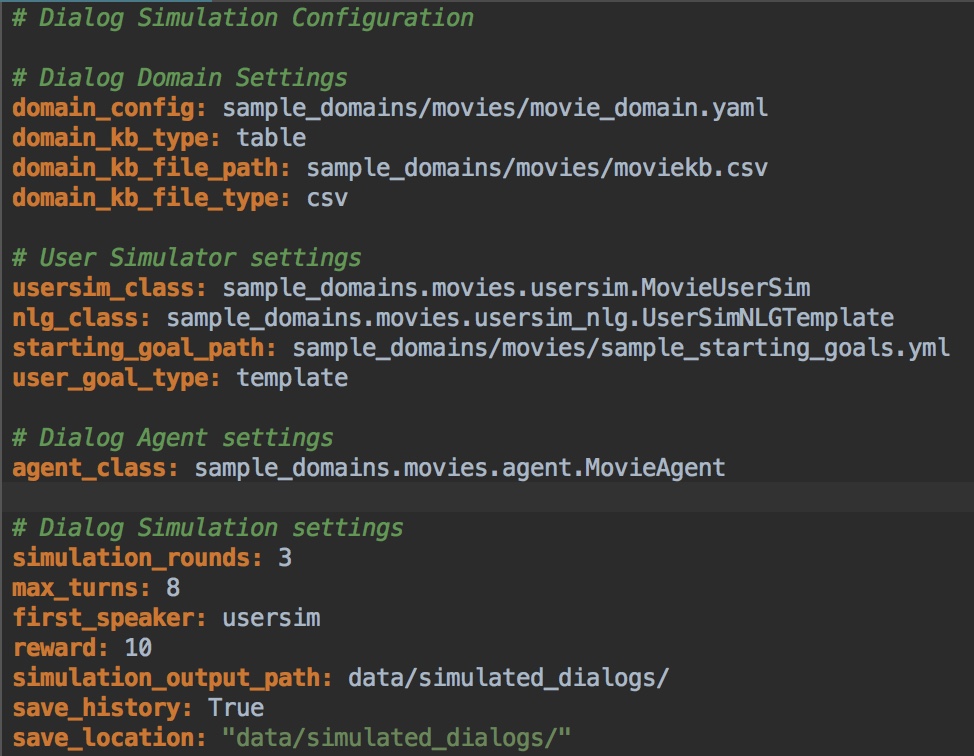 # Dialog Simulation Configuration
# Dialog Domain Settings
domain_config: sample_domains/movies/movie_domain.yaml
domain_kb_type: table
domain_kb_file_path: sample_domains/movies/moviekb.csv
domain_kb_file_type: csv
# User Simulator settings
usersim_class: sample_domains.movies.usersim.MovieUserSim
nlg_class: sample_domains.movies.usersim_nlg.UserSimNLGTemplate
starting_goal_path: sample_domains/movies/sample_starting_goals.yml
user_goal_type: template
# Dialog Agent settings
agent_class: sample_domains.movies.agent.MovieAgent
# Dialog Simulation settings
simulation_rounds: 3
max_turns: 8
first_speaker: usersim
reward: 10
simulation_output_path: data/simulated_dialogs/
save_history: True
save_location: "data/simulated_dialogs/"